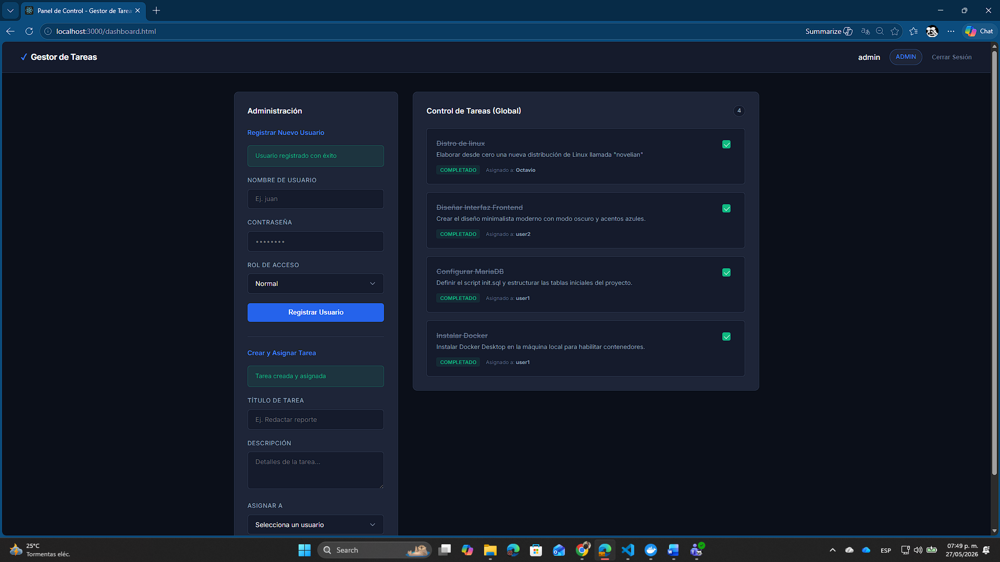 Panel de Control - Gestor de Tarea
localhost:3000/dashboard.html
Summarize
Chat
✓ Gestor de Tareas
admin
ADMIN
Cerrar Sesión
Administración
Registrar Nuevo Usuario
Usuario registrado con éxito
NOMBRE DE USUARIO
Ej. juan
CONTRASEÑA
••••••••
ROL DE ACCESO
Normal
Registrar Usuario
Crear y Asignar Tarea
Tarea creada y asignada
TÍTULO DE TAREA
Ej. Redactar reporte
DESCRIPCIÓN
Detalles de la tarea...
ASIGNAR A
Selecciona un usuario
Control de Tareas (Global)
4
Distro de linux
Elaborar desde cero una nueva distribución de Linux llamada "novelian"
COMPLETADO Asignado a: Octavio
Diseñar Interfaz Frontend
Crear el diseño minimalista moderno con modo oscuro y acentos azules.
COMPLETADO Asignado a: user2
Configurar MariaDB
Definir el script init.sql y estructurar las tablas iniciales del proyecto.
COMPLETADO Asignado a: user1
Instalar Docker
Instalar Docker Desktop en la máquina local para habilitar contenedores.
COMPLETADO Asignado a: user1
25°C
Tormentas eléc.
Search
ESP
07:49 p. m.
27/05/2026